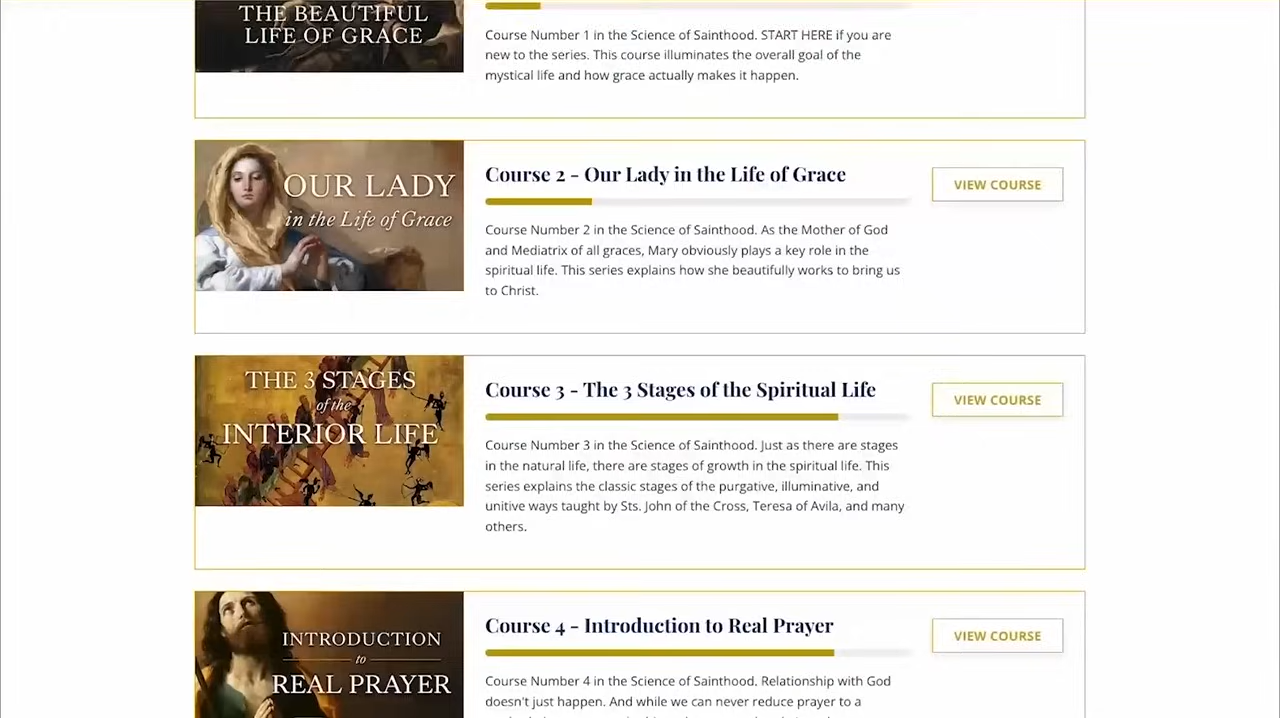 THE BEAUTIFUL
LIFE OF GRACE
Course Number 1 in the Science of Sainthood. START HERE if you are
new to the series. This course illuminates the overall goal of the
mystical life and how grace actually makes it happen.
OUR LADY
in the Life of Grace
Course 2 - Our Lady in the Life of Grace
VIEW COURSE
Course Number 2 in the Science of Sainthood. As the Mother of God
and Mediatrix of all graces, Mary obviously plays a key role in the
spiritual life. This series explains how she beautifully works to bring us
to Christ.
THE 3 STAGES
of the
INTERIOR LIFE
Course 3 - The 3 Stages of the Spiritual Life
VIEW COURSE
Course Number 3 in the Science of Sainthood. Just as there are stages
in the natural life, there are stages of growth in the spiritual life. This
series explains the classic stages of the purgative, illuminative, and
unitive ways taught by Sts. John of the Cross, Teresa of Avila, and many
others.
INTRODUCTION
to
REAL PRAYER
Course 4 - Introduction to Real Prayer
VIEW COURSE
Course Number 4 in the Science of Sainthood. Relationship with God
doesn't just happen. And while we can never reduce prayer to a